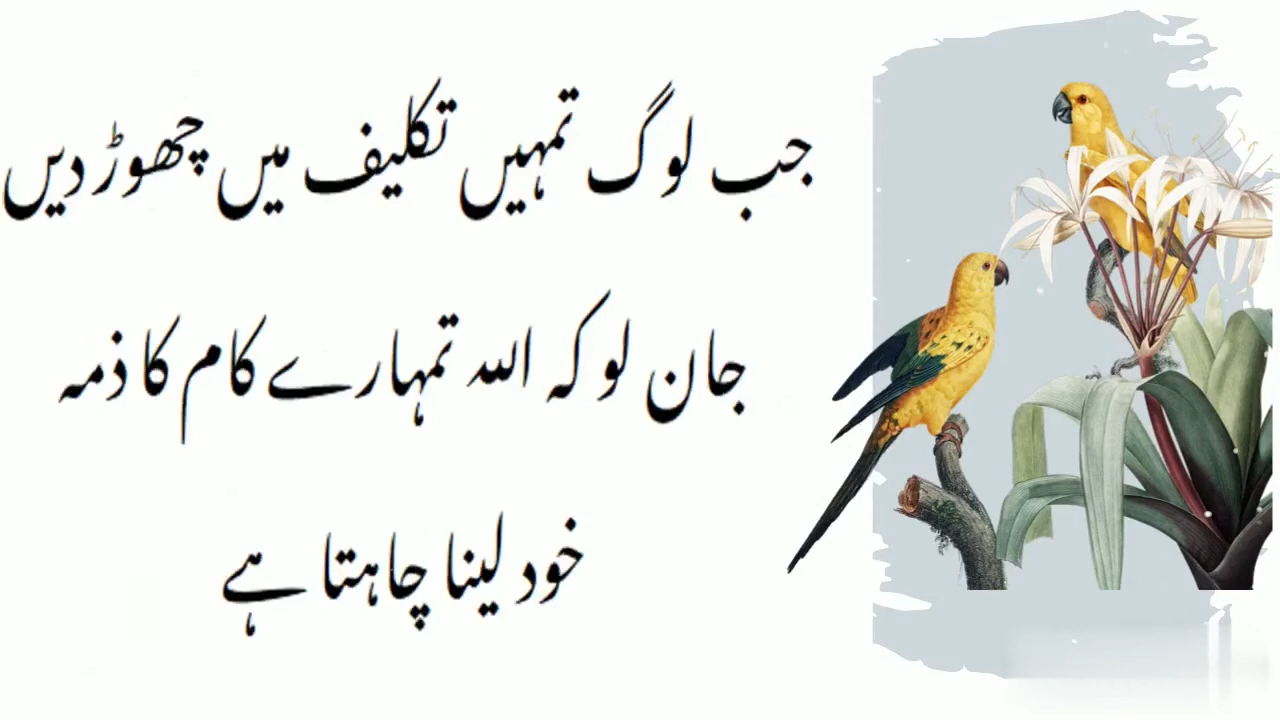 جب لوگ تمہیں تکلیف میں چھوڑ دیں
جان لو کہ اللہ تمہارے کام کا ذمہ
خود لینا چاہتا ہے